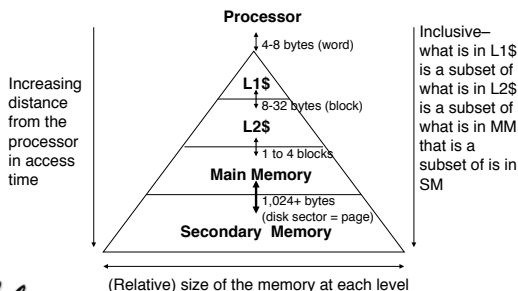 Processor
4-8 bytes (word)
Increasing
distance
from the
processor
in access
time
L1$
8-32 bytes (block)
L2$
1 to 4 blocks
Main Memory
1,024+ bytes
(disk sector = page)
Secondary Memory
Inclusive–
what is in L1$
is a subset of
what is in L2$
is a subset of
what is in MM
that is a
subset of is in
SM
(Relative) size of the memory at each level